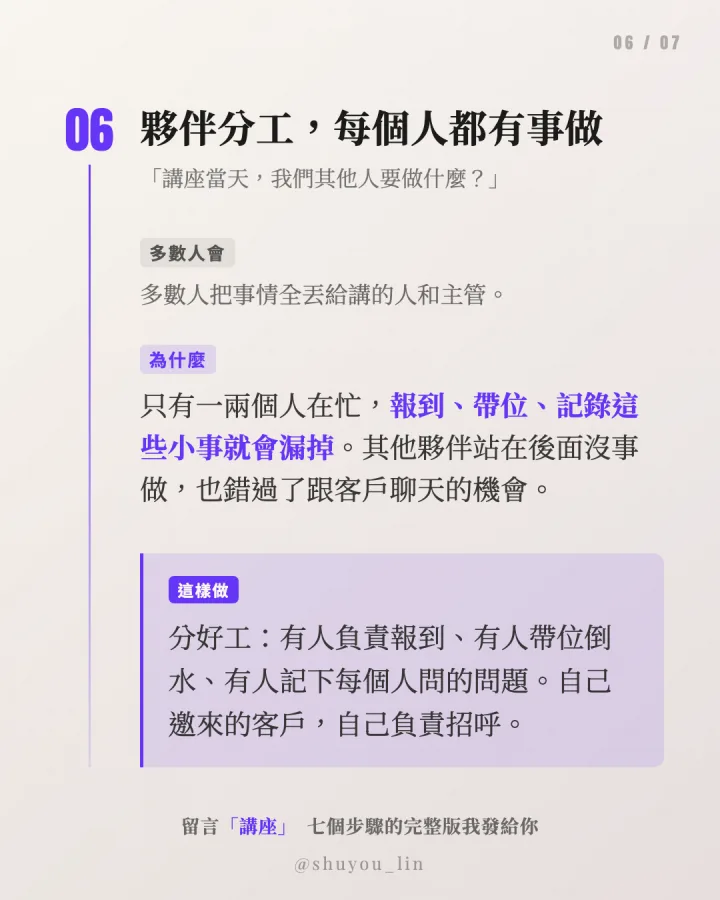 06 / 07
06 夥伴分工，每個人都有事做
「講座當天，我們其他人要做什麼？」
多數人會
多數人把事情全丟給講的人和主管。
為什麼
只有一兩個人在忙，報到、帶位、記錄這
些小事就會漏掉。其他夥伴站在後面沒事
做，也錯過了跟客戶聊天的機會。
這樣做
分好工：有人負責報到、有人帶位倒
水、有人記下每個人問的問題。自己
邀來的客戶，自己負責招呼。
留言「講座」 七個步驟的完整版我發給你
@shuyou_lin